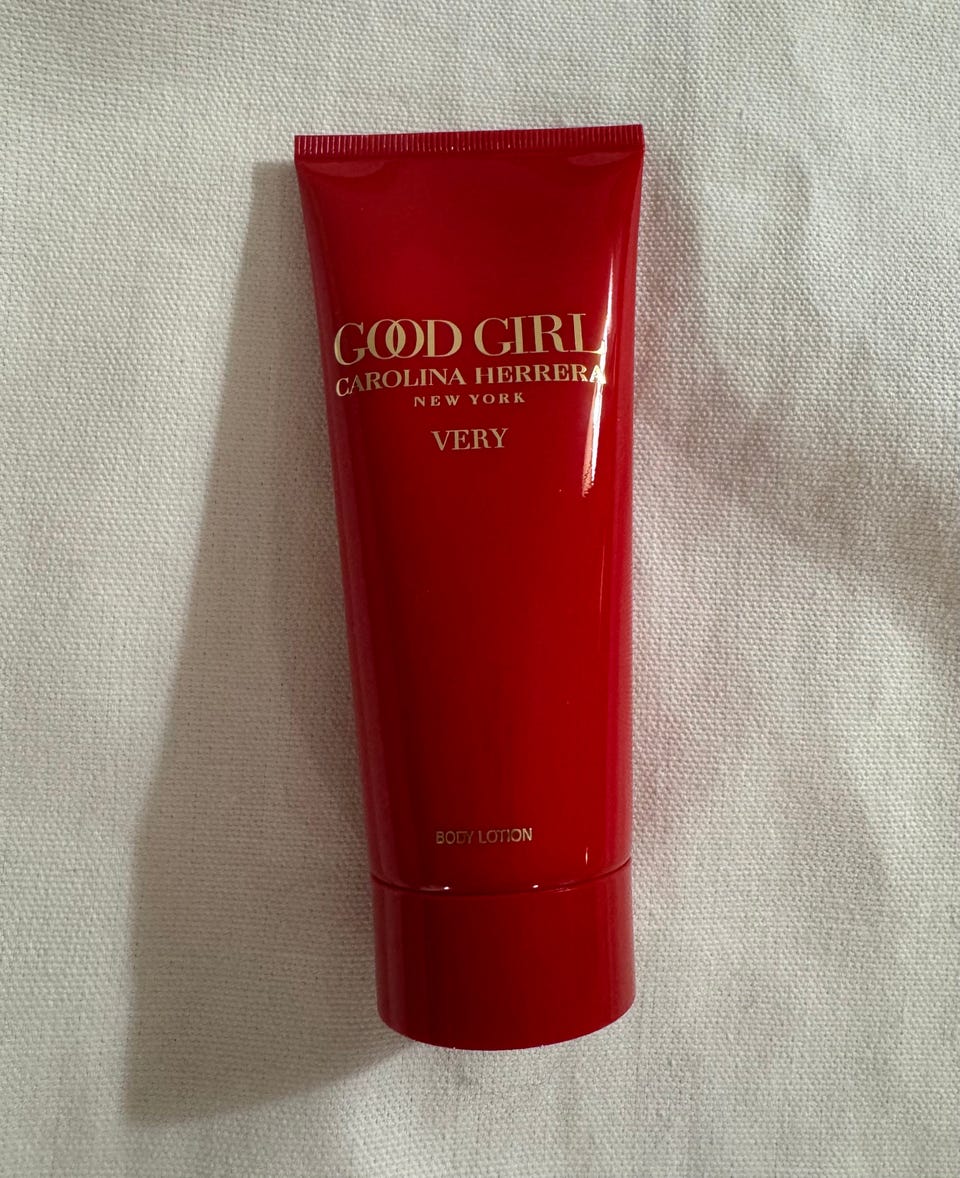 GOOD GIRL
CAROLINA HERRERA
NEW YORK
VERY
BODY LOTION